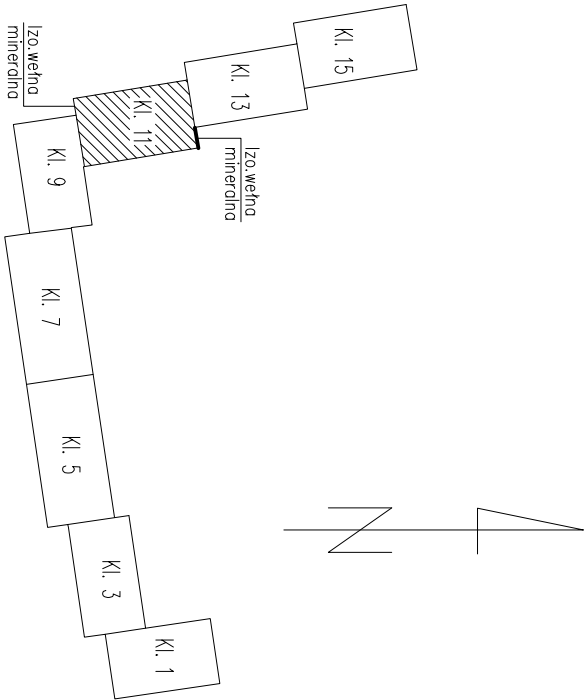 Kl. 15
Kl. 13
Kl. 11
Izo.wełna
mineralna
Izo.wełna
mineralna
Kl. 9
Kl. 7
Kl. 5
Kl. 3
Kl. 1
N